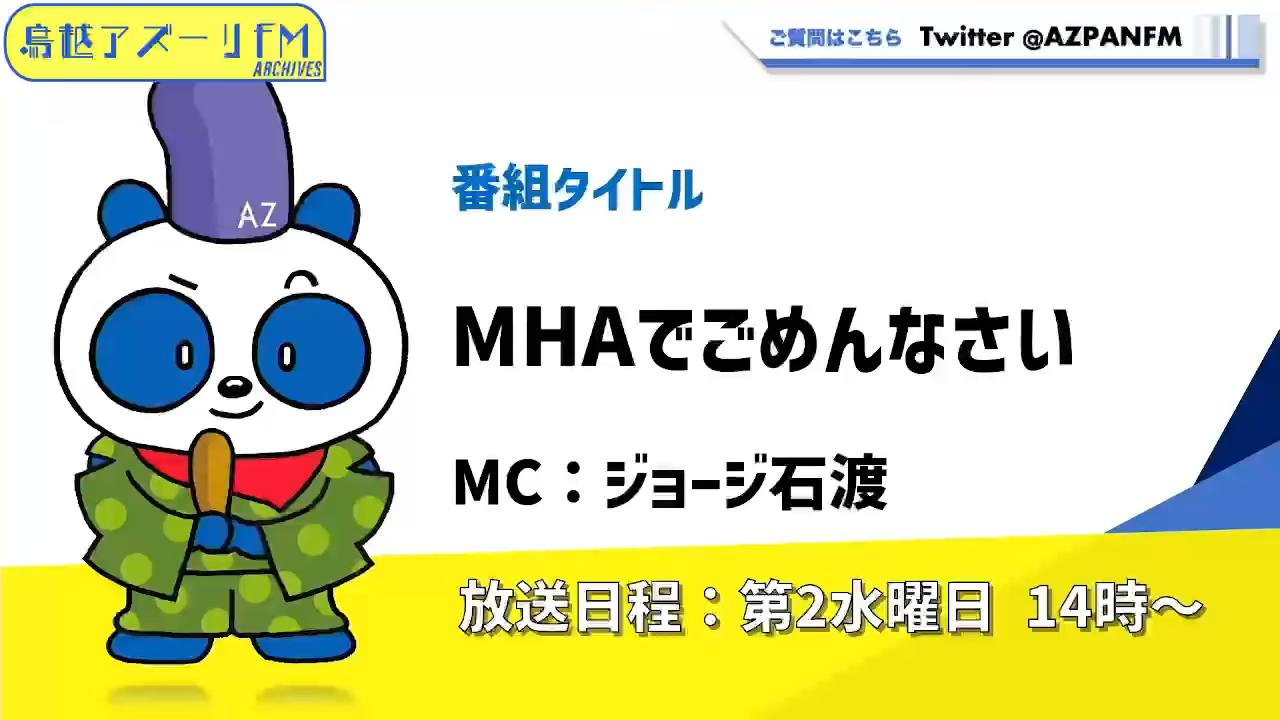 鳥越アズーリFM
ARCHIVES
ご質問はこちら Twitter @AZPANFM
AZ
番組タイトル
MHAでごめんなさい
MC：ジョージ石渡
放送日程：第2水曜日 14時～